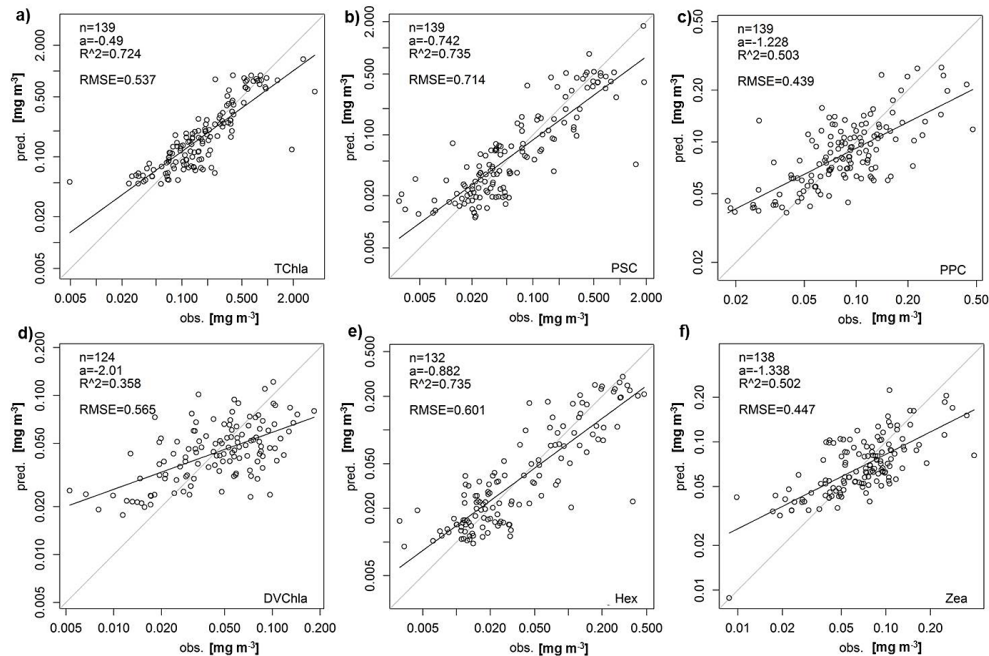 a)
n=139
a=-0.49
R^2=0.724
RMSE=0.537
TChla
pred. [mg m-3]
2.000
0.500
0.100
0.020
0.005
0.005 0.020 0.100 0.500 2.000
obs. [mg m-3]
b)
n=139
a=-0.742
R^2=0.735
RMSE=0.714
PSC
pred. [mg m-3]
2.000
0.500
0.100
0.020
0.005
0.005 0.020 0.100 0.500 2.000
obs. [mg m-3]
c)
n=139
a=-1.228
R^2=0.503
RMSE=0.439
PPC
pred. [mg m-3]
0.50
0.20
0.10
0.05
0.02
0.02 0.05 0.10 0.20 0.50
obs. [mg m-3]
d)
n=124
a=-2.01
R^2=0.358
RMSE=0.565
DVChla
pred. [mg m-3]
0.200
0.100
0.050
0.020
0.010
0.005
0.005 0.010 0.020 0.050 0.100 0.200
obs. [mg m-3]
e)
n=132
a=-0.882
R^2=0.735
RMSE=0.601
Hex
pred. [mg m-3]
0.500
0.200
0.050
0.020
0.005
0.005 0.020 0.050 0.200 0.500
obs. [mg m-3]
f)
n=138
a=-1.338
R^2=0.502
RMSE=0.447
Zea
pred. [mg m-3]
0.20
0.10
0.05
0.02
0.01
0.01 0.02 0.05 0.10 0.20
obs. [mg m-3]